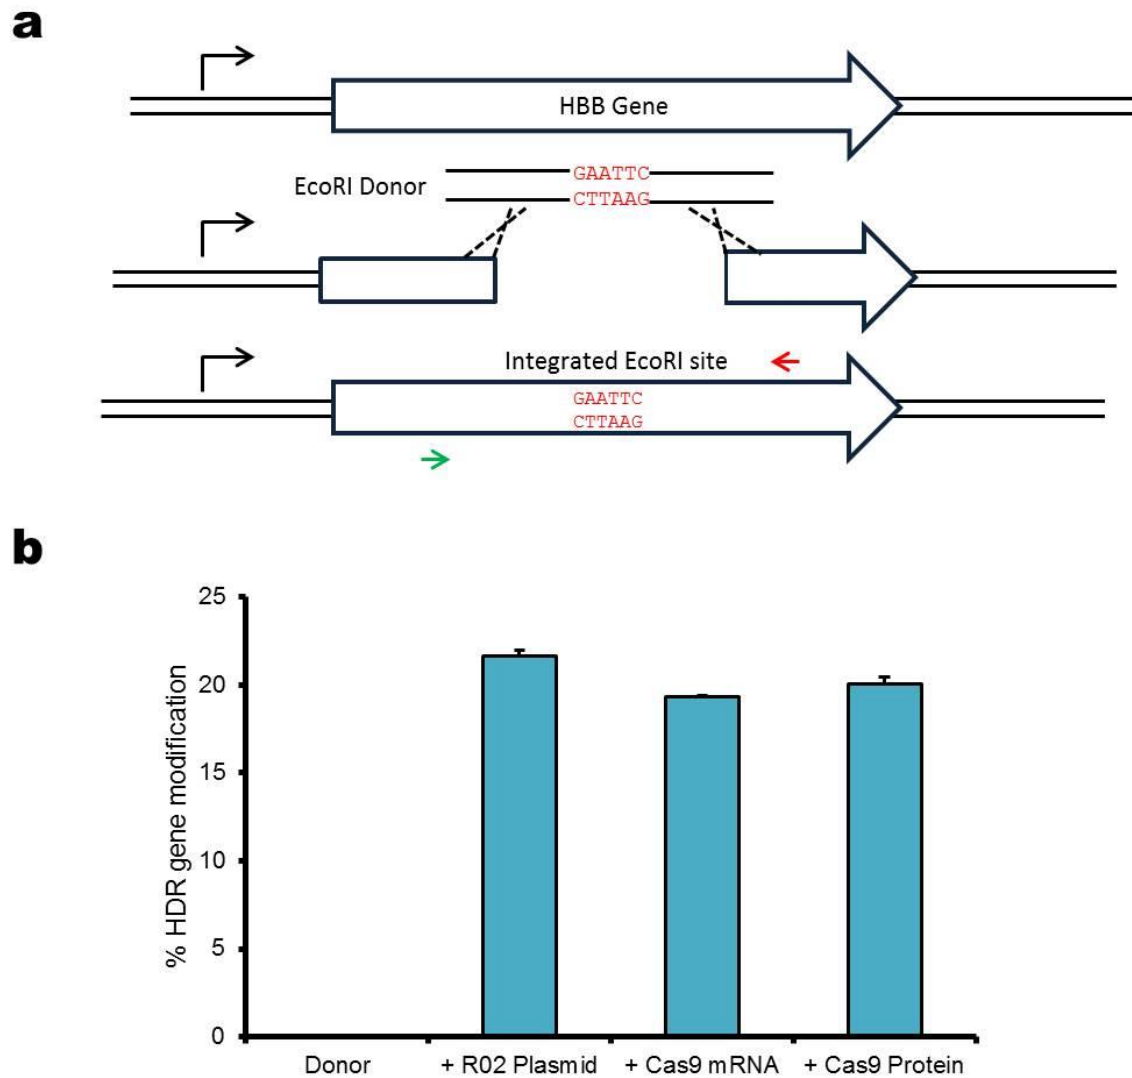 a
HBB Gene
EcoRI Donor
GAATTC
CTTAAG
Integrated EcoRI site
GAATTC
CTTAAG
b
% HDR gene modification
25
20
15
10
5
0
Donor
+ R02 Plasmid
+ Cas9 mRNA
+ Cas9 Protein